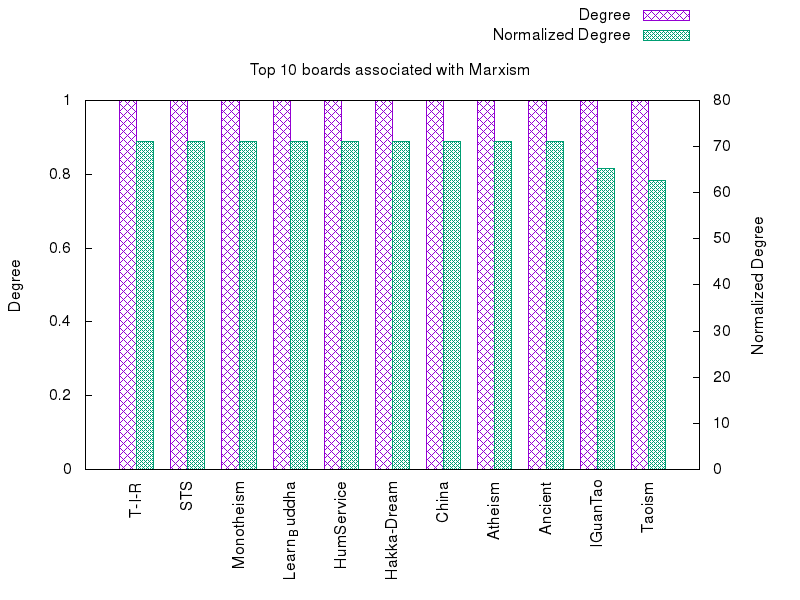 Degree
Normalized Degree
Top 10 boards associated with Marxism
1
0.8
0.6
0.4
0.2
0
80
70
60
50
40
30
20
10
0
Degree
Normalized Degree
T-I-R
STS
Monotheism
LearnBuddha
HumService
Hakka-Dream
China
Atheism
Ancient
IGuanTao
Taoism